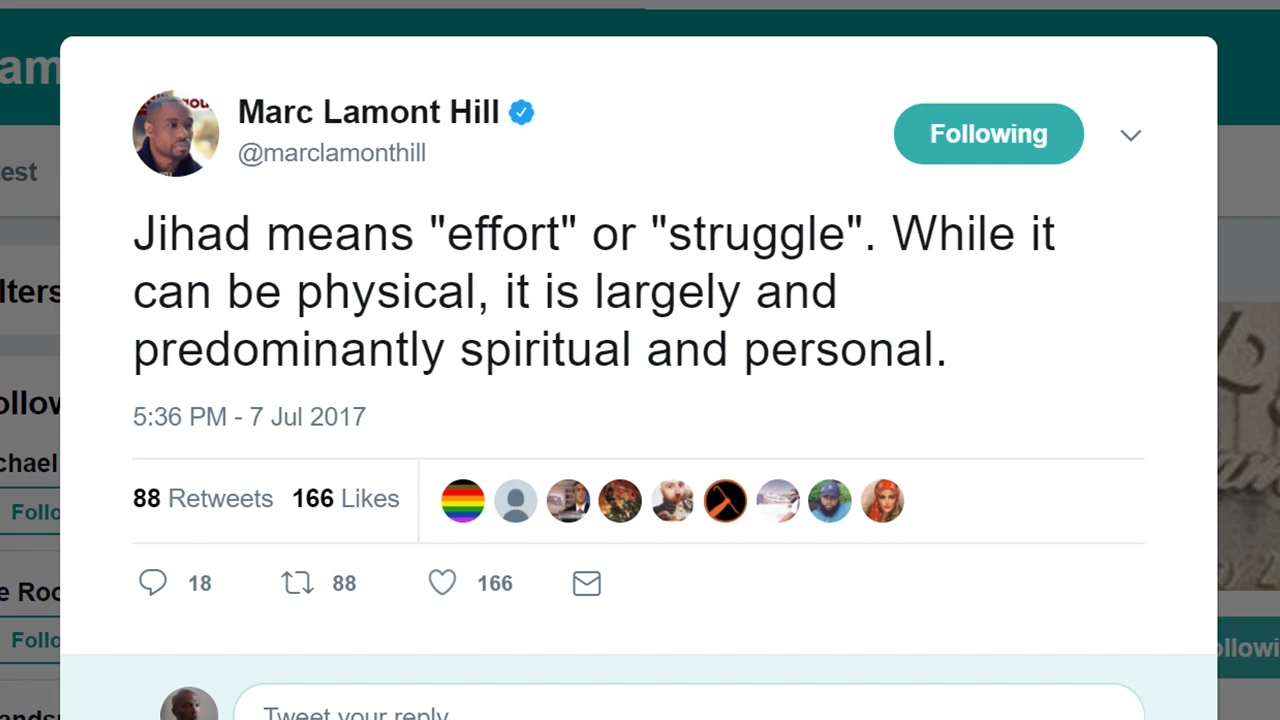 Marc Lamont Hill
@marclamonthill
Following
Jihad means "effort" or "struggle". While it
can be physical, it is largely and
predominantly spiritual and personal.
5:36 PM - 7 Jul 2017
88 Retweets 166 Likes
18 88 166
Tweet your reply